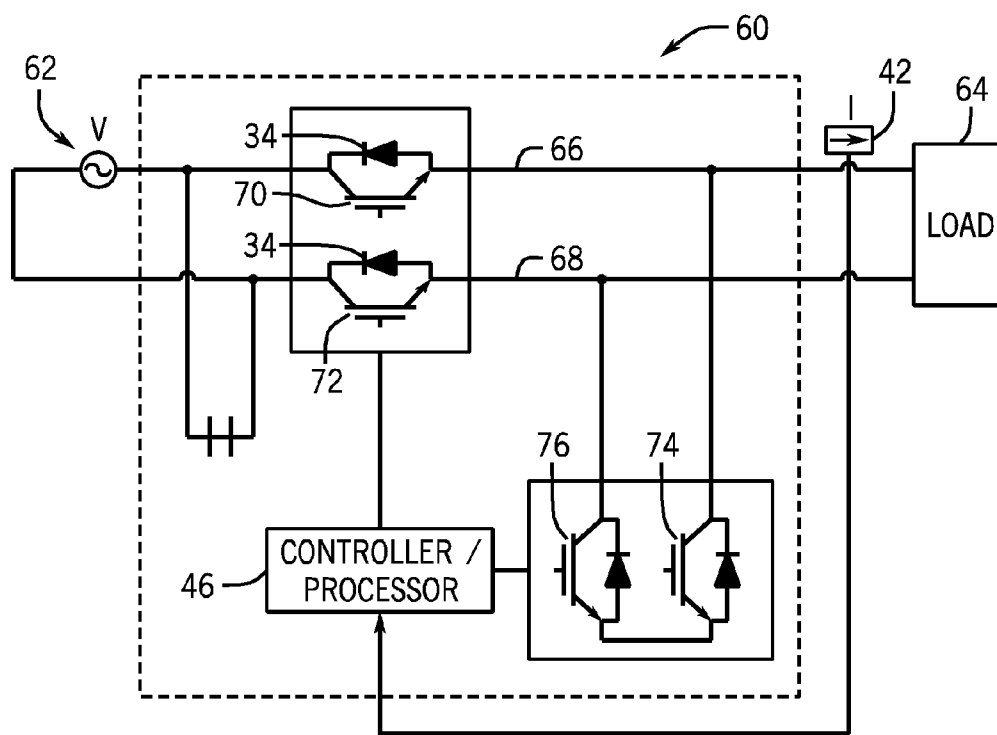 60
62
42
64
V
I
34
66
70
LOAD
34
68
72
76
74
CONTROLLER /
PROCESSOR
46